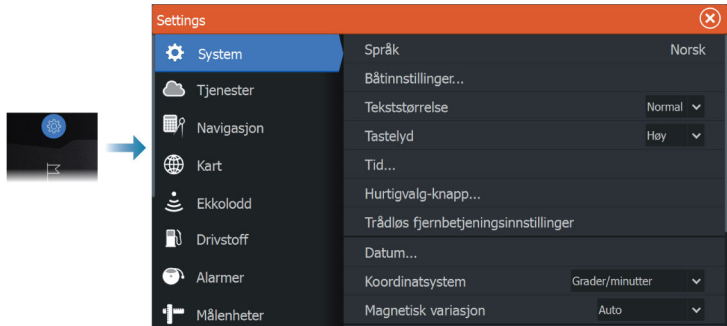 Settings
System
Tjenester
Navigasjon
Kart
Ekkolodd
Drivstoff
Alarmer
Målenheter
Språk Norsk
Båtinnstillinger...
Tekststørrelse Normal
Tastelyd Høy
Tid...
Hurtigvalg-knapp...
Trådløs fjernbetjeningsinnstillinger
Datum...
Koordinatsystem Grader/minutter
Magnetisk variasjon Auto